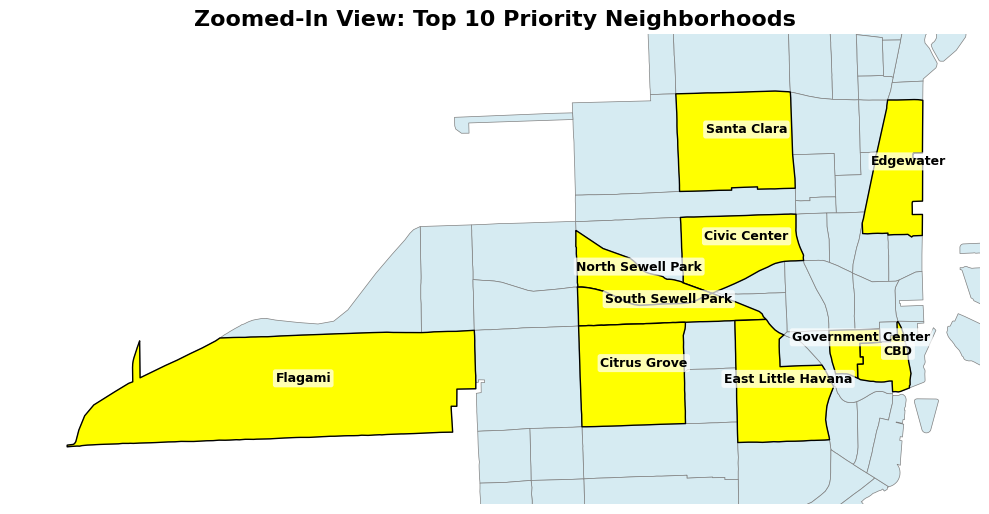 Zoomed-In View: Top 10 Priority Neighborhoods
Santa Clara
Edgewater
Civic Center
North Sewell Park
South Sewell Park
Government Center
CBD
Citrus Grove
East Little Havana
Flagami